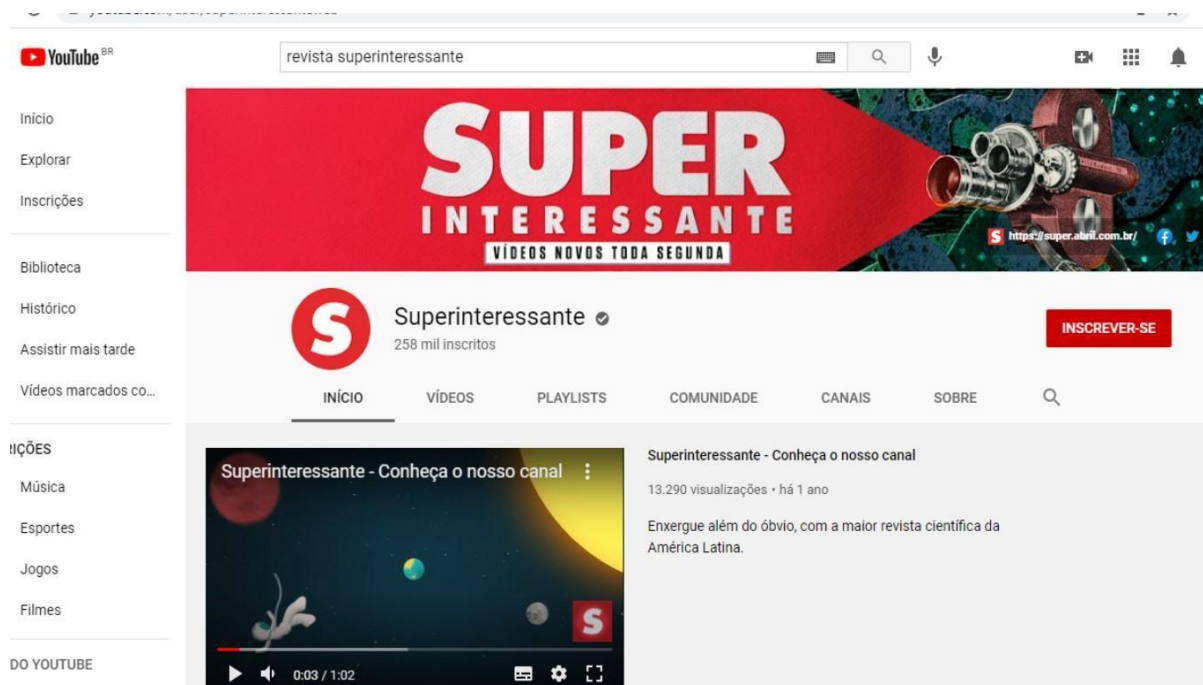 YouTube BR
revista superinteressante
Início
Explorar
Inscrições
Biblioteca
Histórico
Assistir mais tarde
Vídeos marcados co...
RIÇÕES
Música
Esportes
Jogos
Filmes
DO YOUTUBE
SUPER
INTERESSANTE
VÍDEOS NOVOS TODA SEGUNDA
S https://super.abril.com.br/
S
Superinteressante
258 mil inscritos
INSCREVER-SE
INÍCIO VÍDEOS PLAYLISTS COMUNIDADE CANAIS SOBRE
Superinteressante - Conheça o nosso canal
S
0:03 / 1:02
Superinteressante - Conheça o nosso canal
13.290 visualizações • há 1 ano
Enxergue além do óbvio, com a maior revista científica da
América Latina.